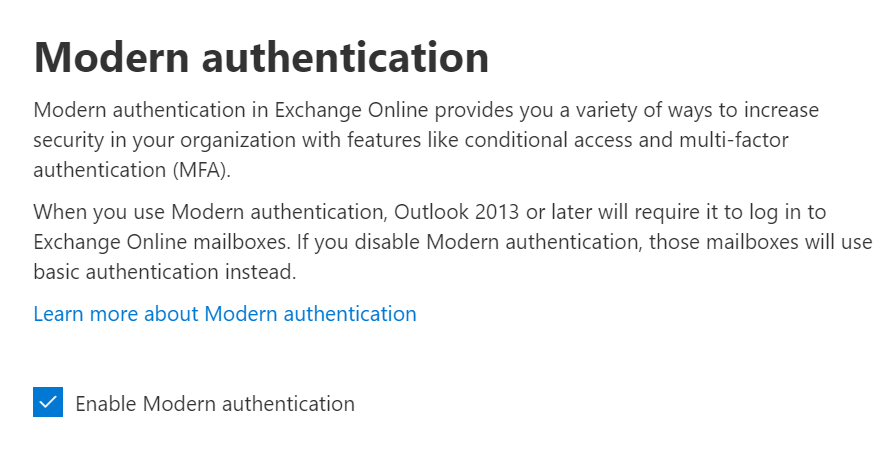 Modern authentication
Modern authentication in Exchange Online provides you a variety of ways to increase
security in your organization with features like conditional access and multi-factor
authentication (MFA).
When you use Modern authentication, Outlook 2013 or later will require it to log in to
Exchange Online mailboxes. If you disable Modern authentication, those mailboxes will use
basic authentication instead.
Learn more about Modern authentication
Enable Modern authentication